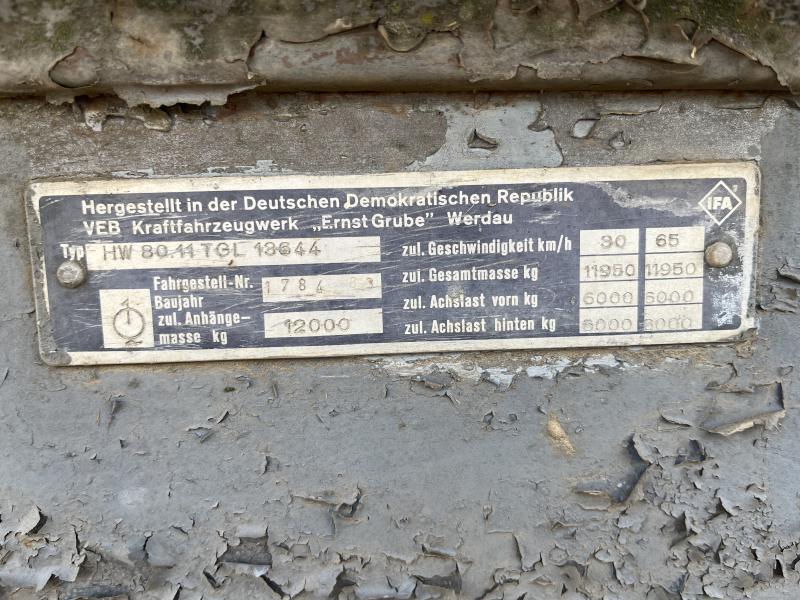 Hergestellt in der Deutschen Demokratischen Republik
VEB Kraftfahrzeugwerk „Ernst Grube" Werdau
IFA
Typ HW 80.11 TGL 13644
Fahrgestell-Nr. 1784 83
Baujahr
zul. Anhänge-
masse kg 12000
zul. Geschwindigkeit km/h 30 65
zul. Gesamtmasse kg 11950 11950
zul. Achslast vorn kg 6000 6000
zul. Achslast hinten kg 6000 6000